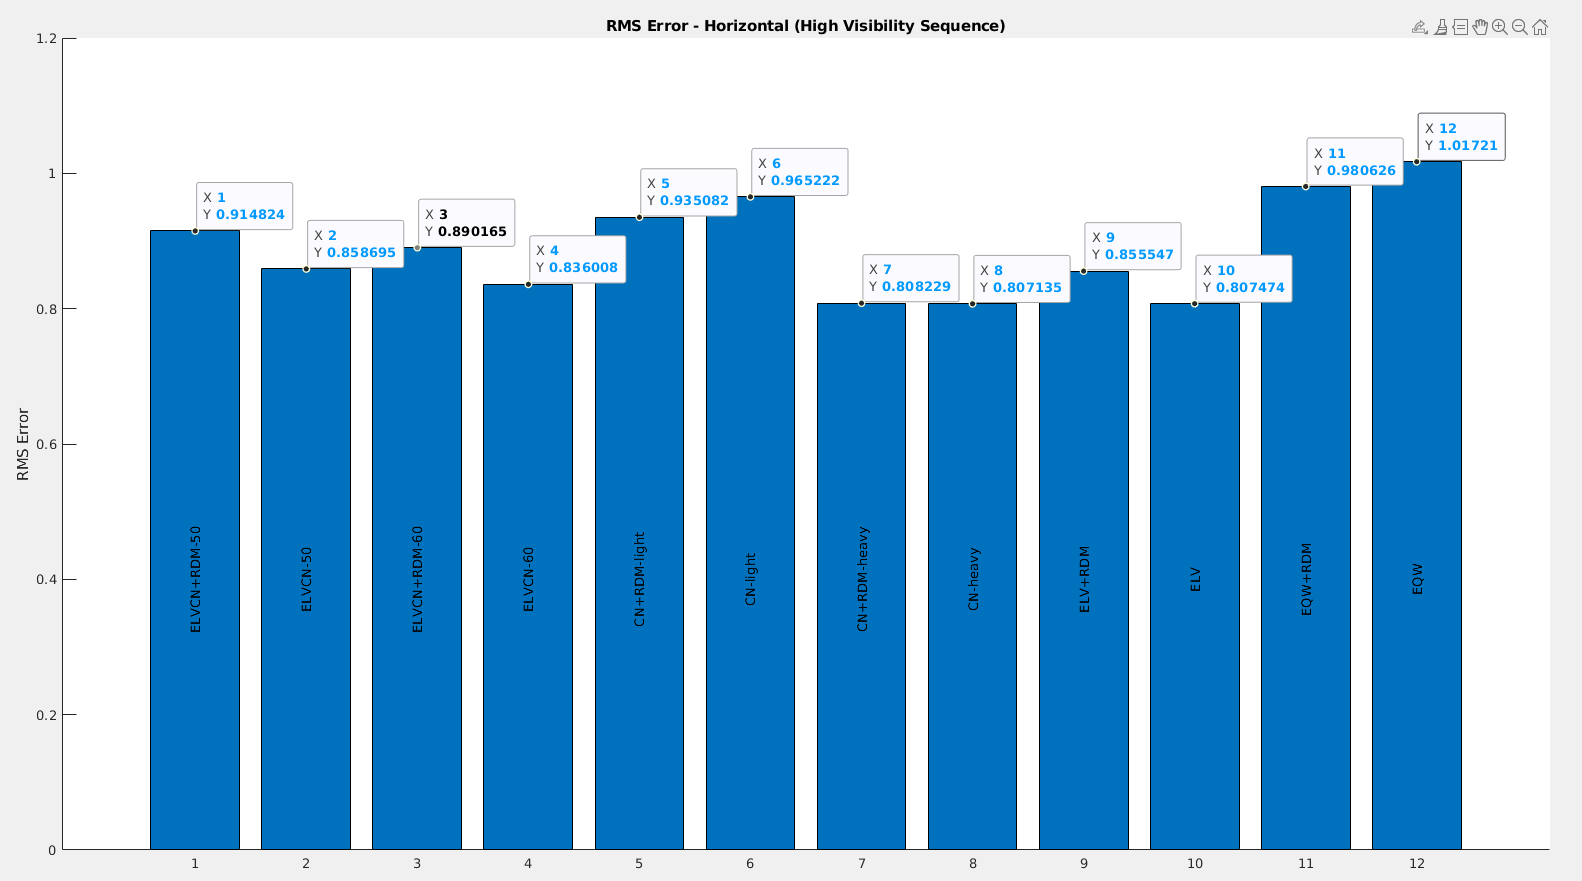 RMS Error - Horizontal (High Visibility Sequence)
1.2
1
0.8
0.6
0.4
0.2
0
RMS Error
X 1
Y 0.914824
X 2
Y 0.858695
X 3
Y 0.890165
X 4
Y 0.836008
X 5
Y 0.935082
X 6
Y 0.965222
X 7
Y 0.808229
X 8
Y 0.807135
X 9
Y 0.855547
X 10
Y 0.807474
X 11
Y 0.980626
X 12
Y 1.01721
ELVCN+RDM-50
ELVCN-50
ELVCN+RDM-60
ELVCN-60
CN+RDM-light
CN-light
CN+RDM-heavy
CN-heavy
ELV+RDM
ELV
EQW+RDM
EQW
1 2 3 4 5 6 7 8 9 10 11 12